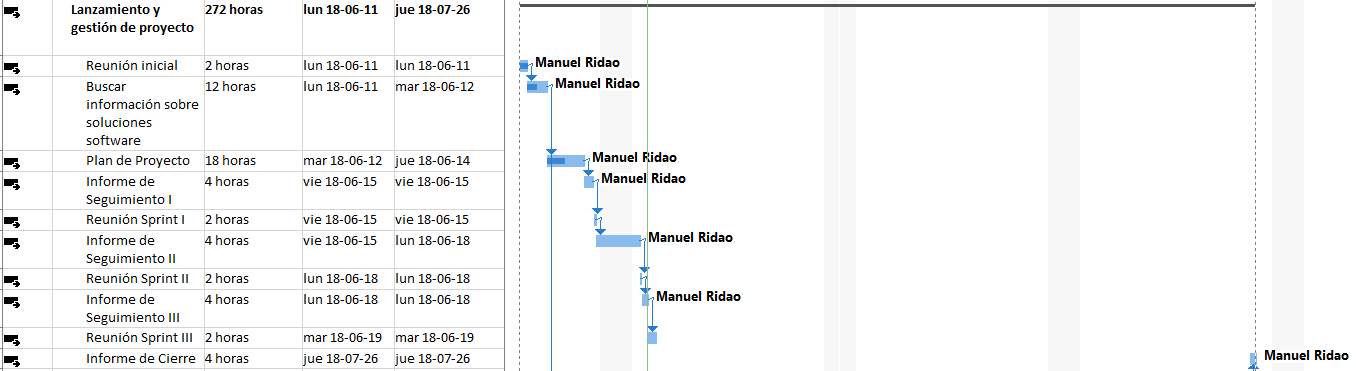 Lanzamiento y gestión de proyecto 272 horas lun 18-06-11 jue 18-07-26
Reunión inicial 2 horas lun 18-06-11 lun 18-06-11 Manuel Ridao
Buscar información sobre soluciones software 12 horas lun 18-06-11 mar 18-06-12 Manuel Ridao
Plan de Proyecto 18 horas mar 18-06-12 jue 18-06-14 Manuel Ridao
Informe de Seguimiento I 4 horas vie 18-06-15 vie 18-06-15 Manuel Ridao
Reunión Sprint I 2 horas vie 18-06-15 vie 18-06-15
Informe de Seguimiento II 4 horas vie 18-06-15 lun 18-06-18 Manuel Ridao
Reunión Sprint II 2 horas lun 18-06-18 lun 18-06-18
Informe de Seguimiento III 4 horas lun 18-06-18 lun 18-06-18 Manuel Ridao
Reunión Sprint III 2 horas mar 18-06-19 mar 18-06-19
Informe de Cierre 4 horas jue 18-07-26 jue 18-07-26 Manuel Ridao